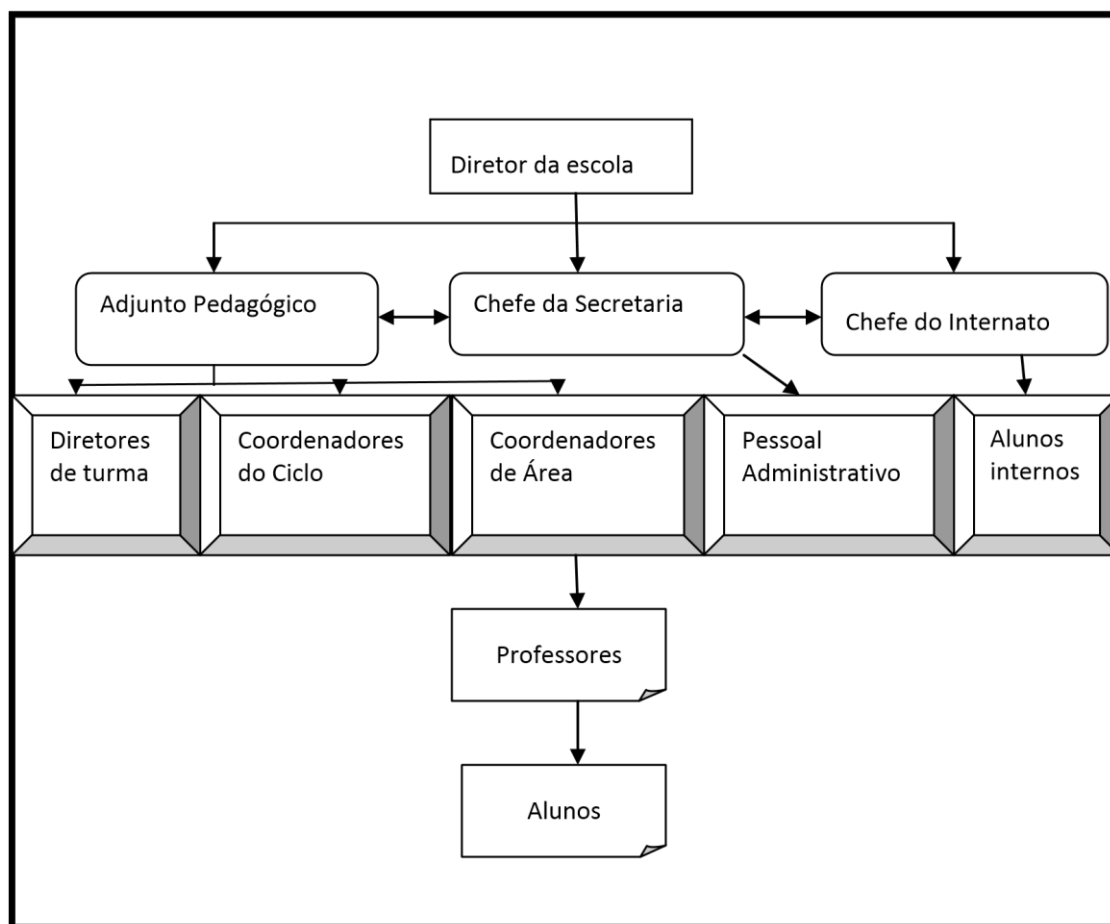 Diretor da escola
Adjunto Pedagógico
Chefe da Secretaria
Chefe do Internato
Diretores
de turma
Coordenadores
do Ciclo
Coordenadores
de Área
Pessoal
Administrativo
Alunos
internos
Professores
Alunos